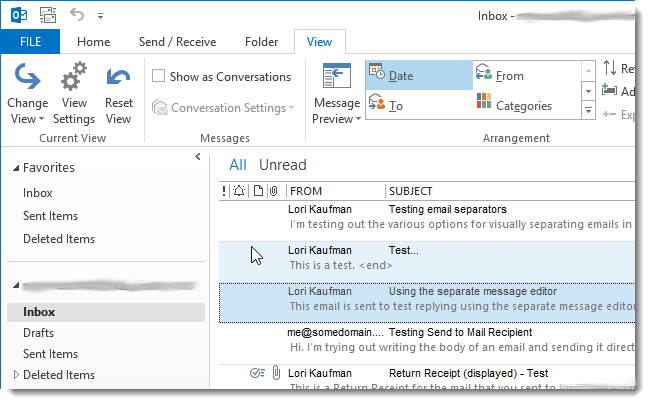 Inbox -
FILE Home Send / Receive Folder View
Change View Current View
View Settings
Reset View
Show as Conversations
Conversation Settings
Messages
Message Preview
Date From
To Categories
Arrangement
Favorites
Inbox
Sent Items
Deleted Items
Inbox
Drafts
Sent Items
Deleted Items
All Unread
! FROM SUBJECT
Lori Kaufman Testing email separators
I'm testing out the various options for visually separating emails in
Lori Kaufman Test...
This is a test. <end>
Lori Kaufman Using the separate message editor
This email is sent to test replying using the separate message editor
me@somedomain.... Testing Send to Mail Recipient
Hi. I'm trying out writing the body of an email and sending it direct
Lori Kaufman Return Receipt (displayed) - Test
This is a Return Receipt for the mail that you sent to